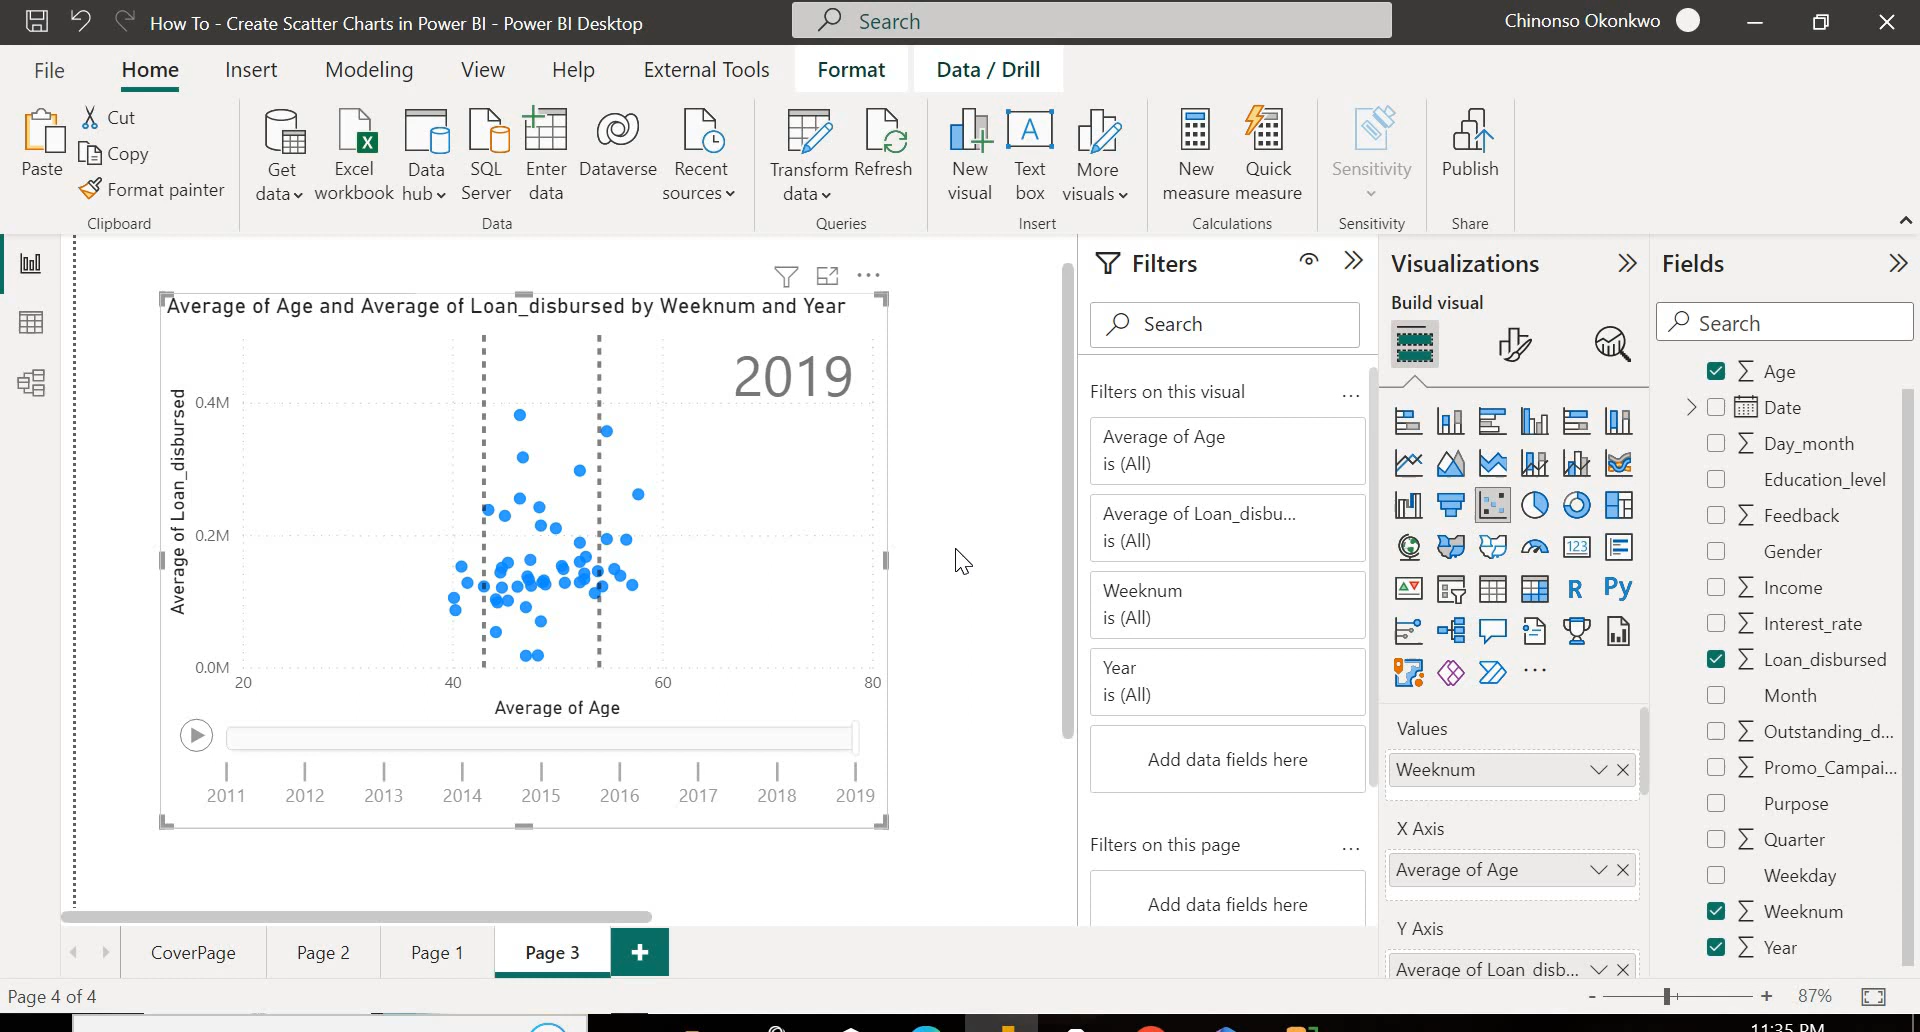 How To - Create Scatter Charts in Power BI - Power BI Desktop
Search
Chinonso Okonkwo
File
Home
Insert
Modeling
View
Help
External Tools
Format
Data / Drill
Paste
Cut
Copy
Format painter
Clipboard
Get data
Excel workbook
Data hub
SQL Server
Enter data
Dataverse
Recent sources
Data
Transform data
Refresh
Queries
New visual
Text box
More visuals
Insert
New measure
Quick measure
Calculations
Sensitivity
Sensitivity
Publish
Share
Average of Age and Average of Loan_disbursed by Weeknum and Year
2019
Average of Loan_disbursed
0.4M
0.2M
0.0M
20
40
60
80
Average of Age
2011
2012
2013
2014
2015
2016
2017
2018
2019
Filters
Search
Filters on this visual
...
Average of Age
is (All)
Average of Loan_disbu...
is (All)
Weeknum
is (All)
Year
is (All)
Add data fields here
Filters on this page
...
Add data fields here
Visualizations
Build visual
123
R
Py
...
Values
Weeknum
X Axis
Average of Age
Y Axis
Average of Loan_disb...
Fields
Search
Age
Date
Day_month
Education_level
Feedback
Gender
Income
Interest_rate
Loan_disbursed
Month
Outstanding_d...
Promo_Campai...
Purpose
Quarter
Weekday
Weeknum
Year
CoverPage
Page 2
Page 1
Page 3
+
Page 4 of 4
- + 87%
11:35 PM